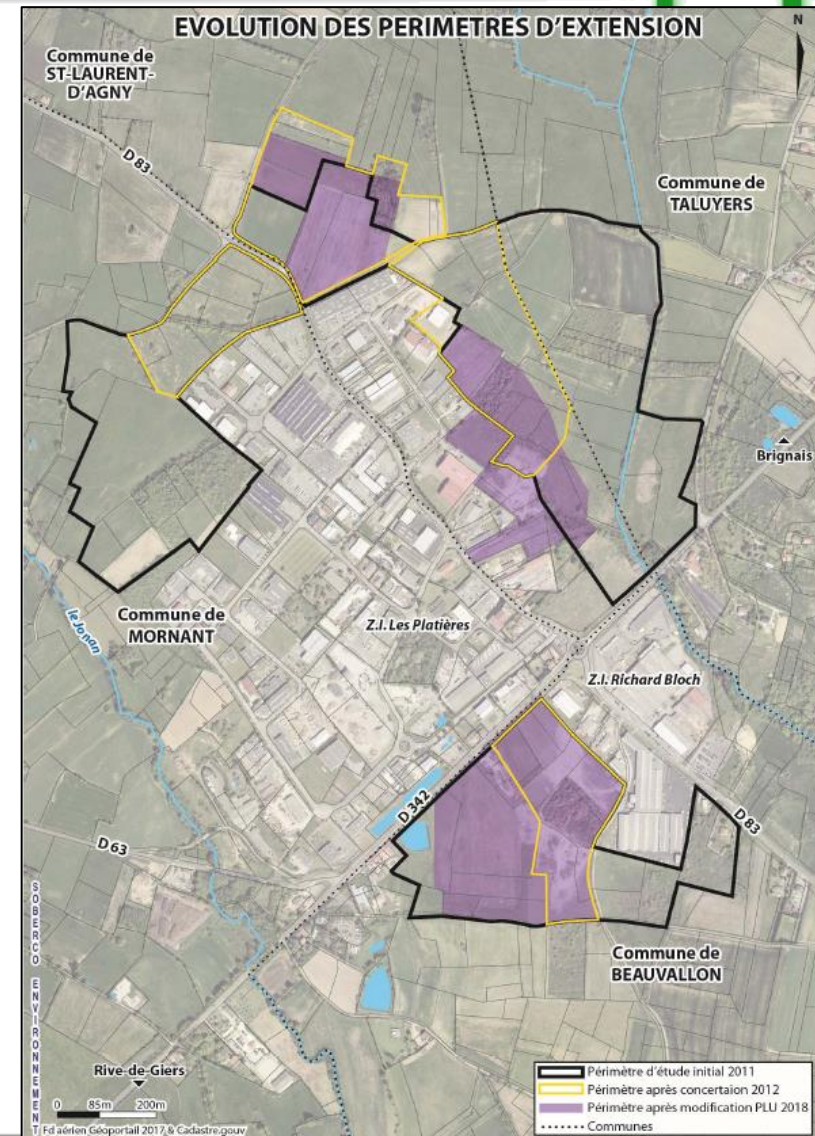 EVOLUTION DES PERIMETRES D'EXTENSION
N
Commune de
ST-LAURENT-
D'AGNY
D 83
Commune de
TALUYERS
Brignais
le Jonan
Commune de
MORNANT
Z.I. Les Platières
Z.I. Richard Bloch
D 342
D 83
D 63
Commune de
BEAUVALLON
SOBERCO ENVIRONNEMENT
Rive-de-Giers
0 85m 200m
Périmètre d'étude initial 2011
Périmètre après concertaion 2012
Périmètre après modification PLU 2018
Communes
Fd aérien Géoportail 2017 & Cadastre.gouv